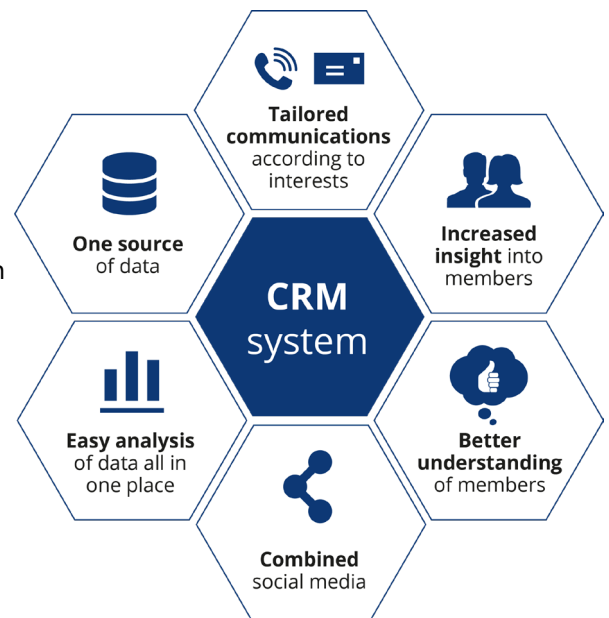 Tailored
communications
according to
interests
One source
of data
Increased
insight into
members
n
CRM
system
Easy analysis
of data all in
one place
Better
understanding
of members
Combined
social media